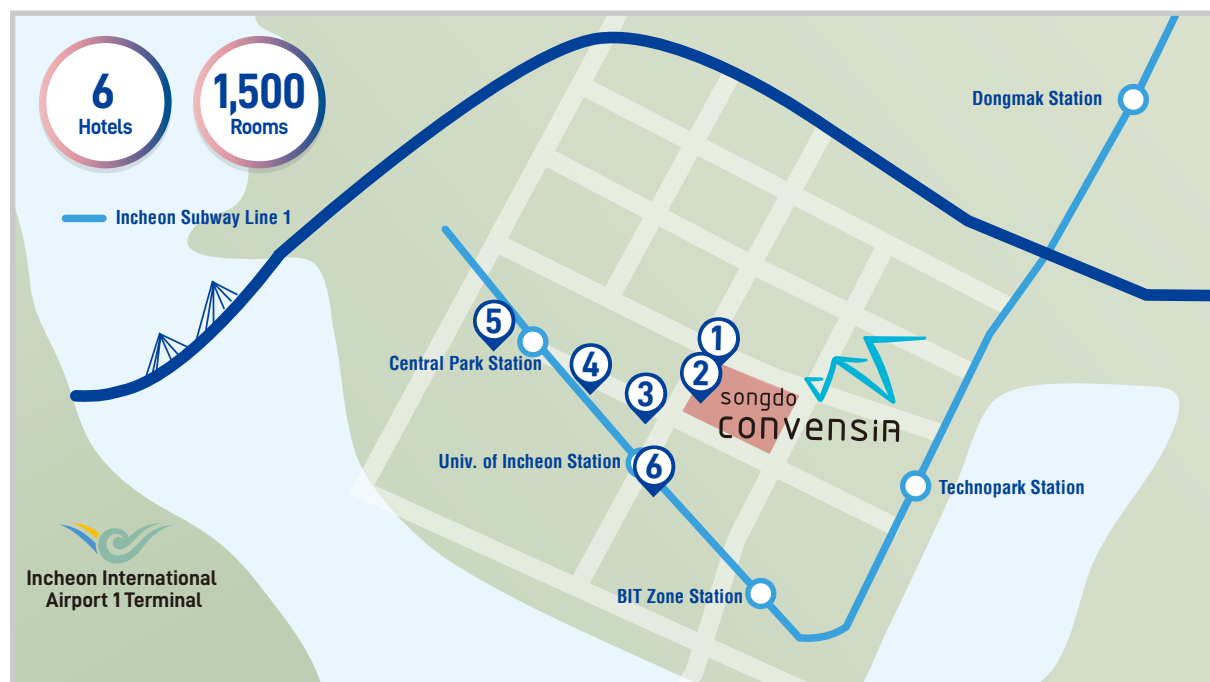 6
Hotels
1,500
Rooms
Incheon Subway Line 1
Dongmak Station
5
Central Park Station
4
3
1
2
songdo
convensia
Univ. of Incheon Station
6
Technopark Station
BIT Zone Station
Incheon International
Airport 1 Terminal